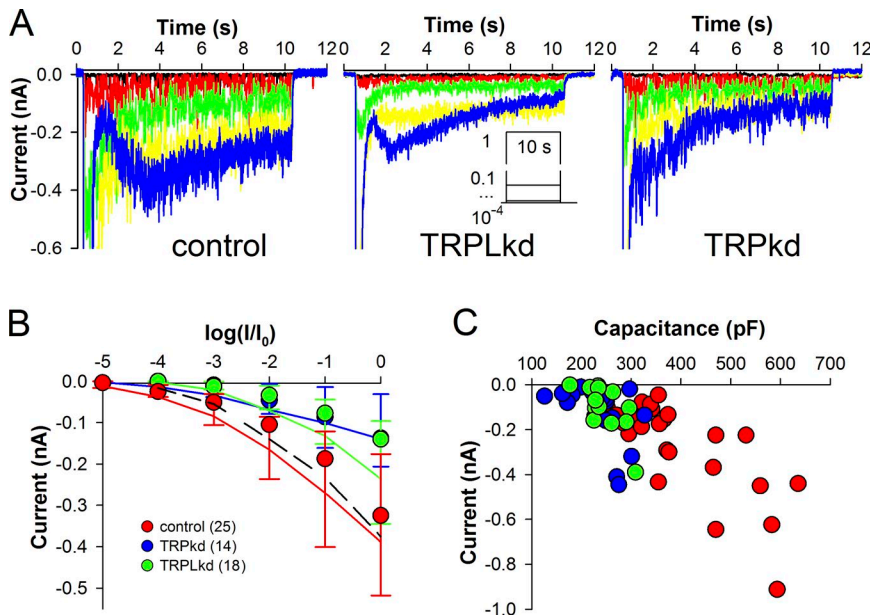 A
Time (s)
Time (s)
Time (s)
0 2 4 6 8 10 12
0 2 4 6 8 10 120
2 4 6 8 10 12
Current (nA)
0.0
-0.2
-0.4
-0.6
1
10 s
0.1
...
10⁻⁴
control
TRPLkd
TRPkd
B
log(I/I₀)
-5 -4 -3 -2 -1 0
Current (nA)
0.0
-0.1
-0.2
-0.3
-0.4
-0.5
control (25)
TRPkd (14)
TRPLkd (18)
C
Capacitance (pF)
100 200 300 400 500 600 700
Current (nA)
0.0
-0.2
-0.4
-0.6
-0.8
-1.0